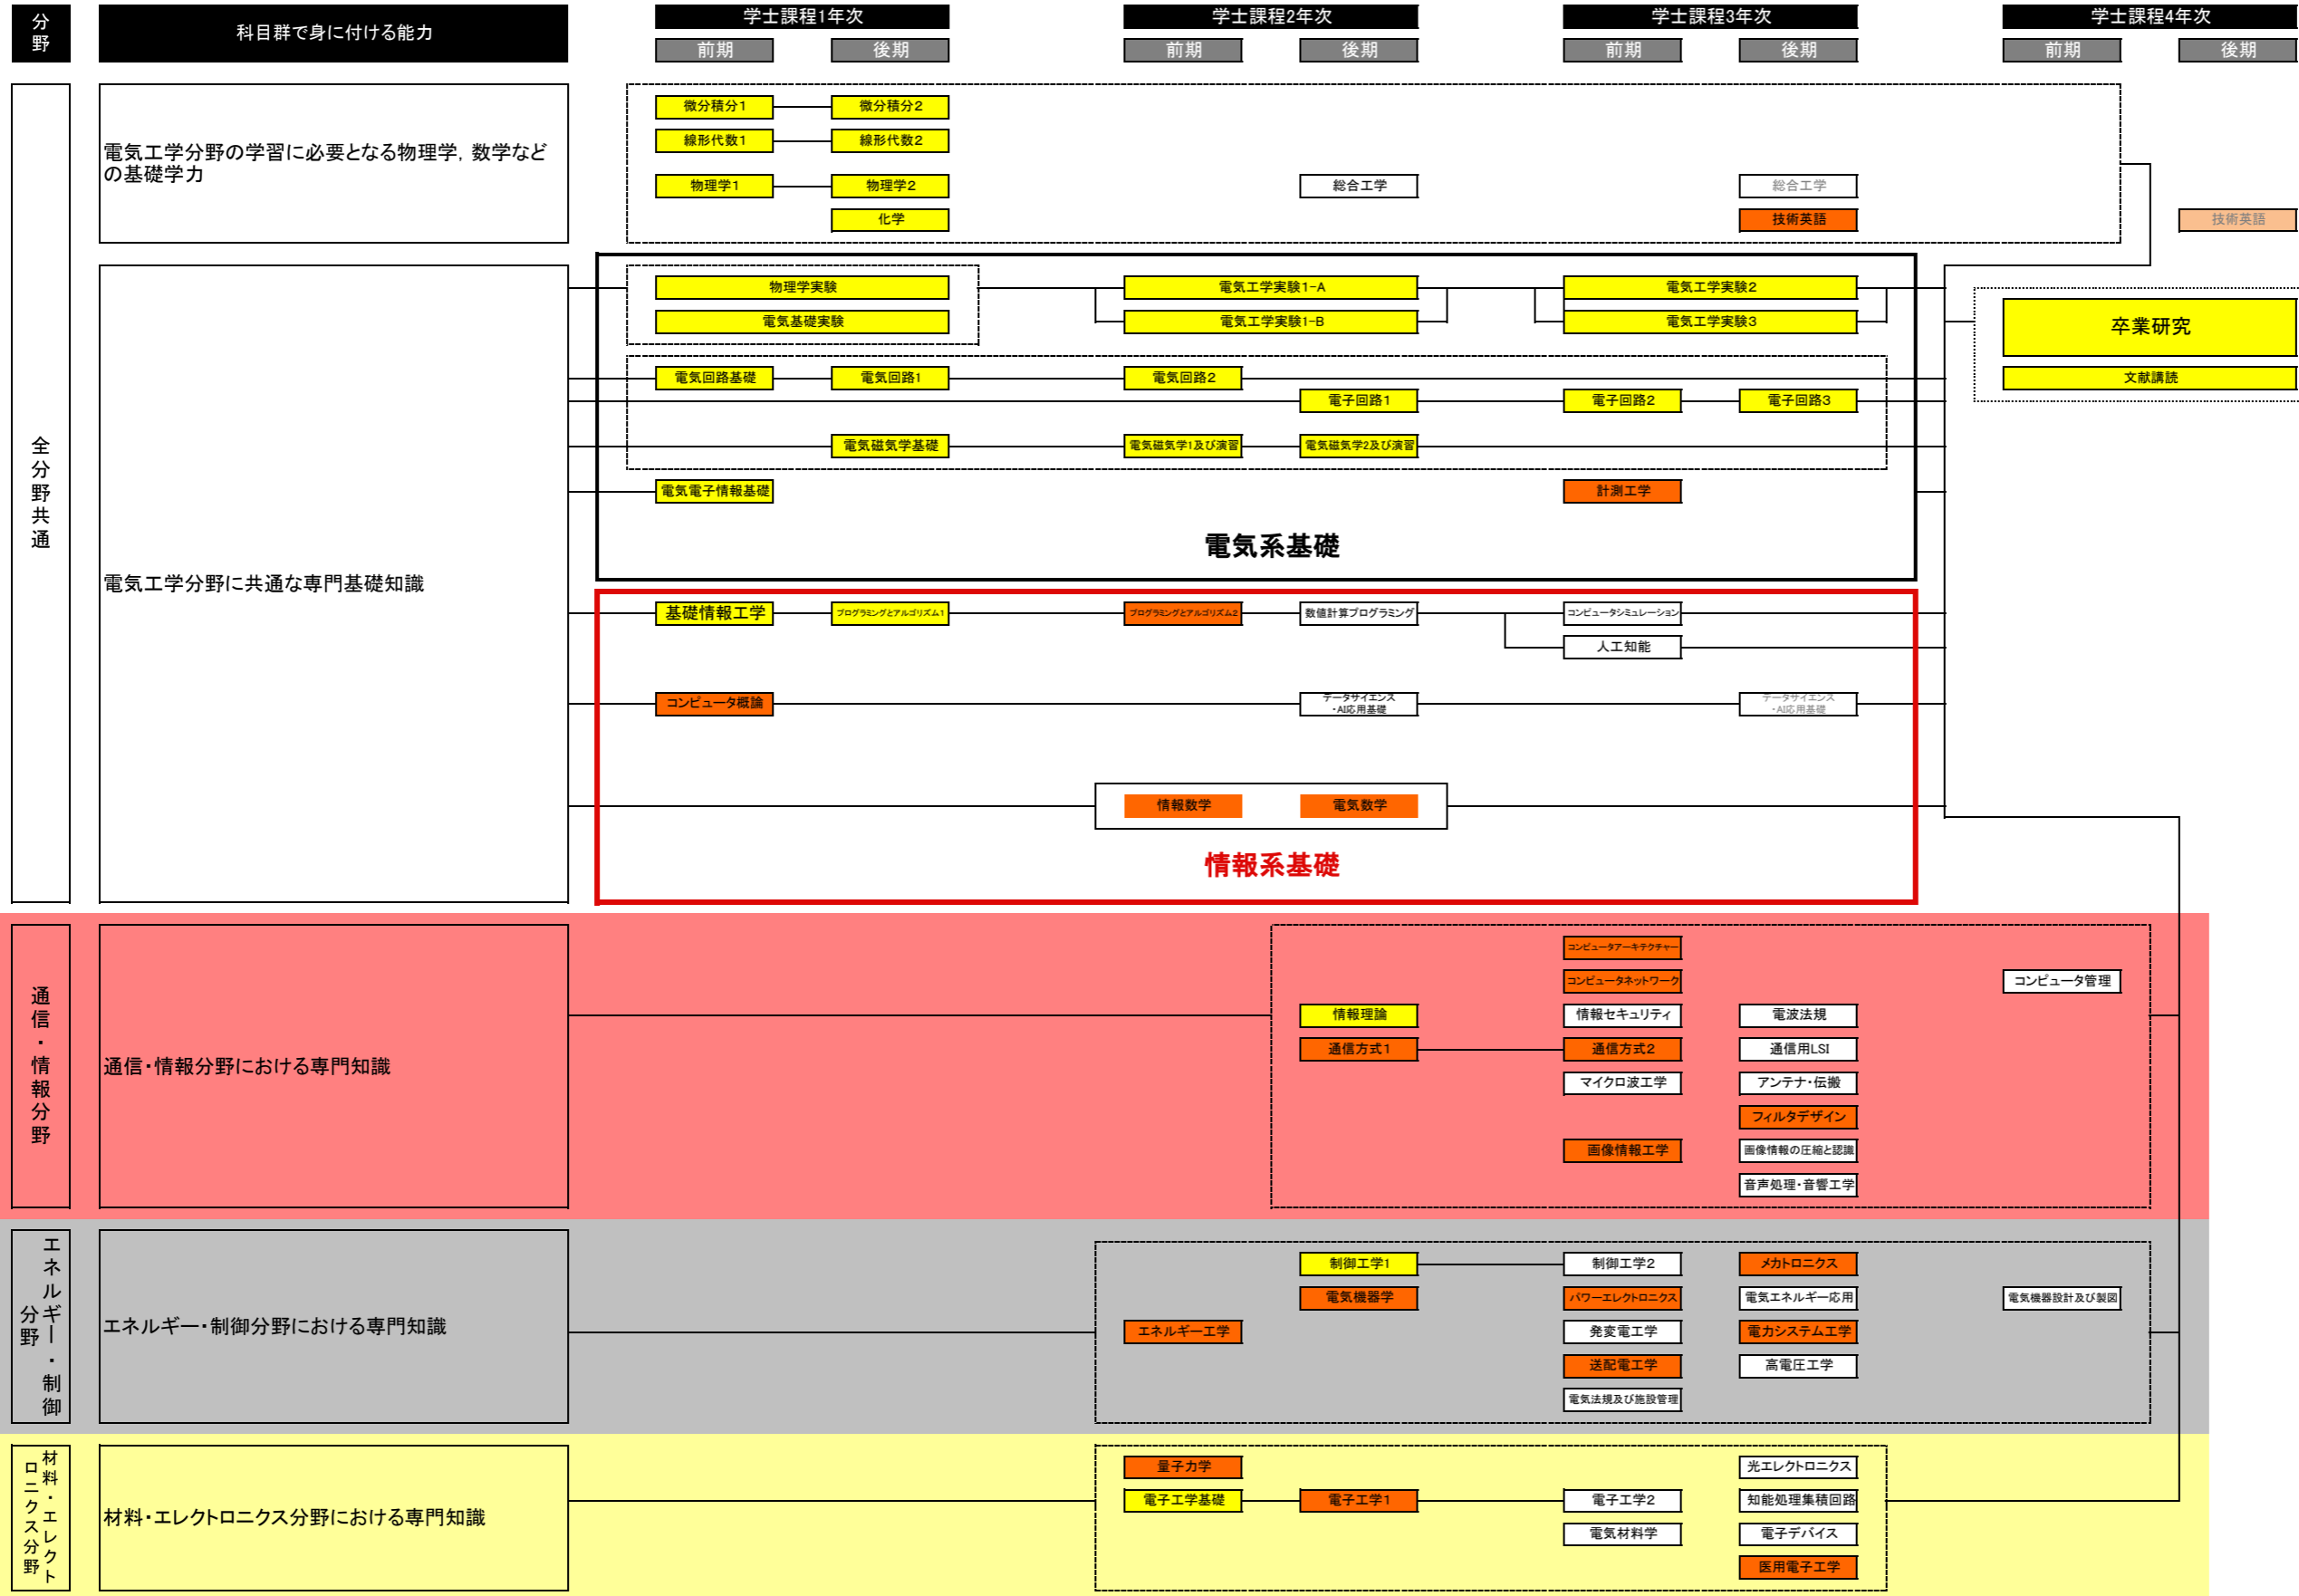 分野
科目群で身に付ける能力
学士課程1年次
学士課程2年次
学士課程3年次
学士課程4年次
前期
後期
前期
後期
前期
後期
前期
後期
全分野共通
電気工学分野の学習に必要となる物理学，数学など
の基礎学力
微分積分1
微分積分2
線形代数1
線形代数2
物理学1
物理学2
総合工学
総合工学
化学
技術英語
技術英語
電気工学分野に共通な専門基礎知識
物理学実験
電気工学実験1-A
電気工学実験2
電気基礎実験
電気工学実験1-B
電気工学実験3
卒業研究
文献講読
電気回路基礎
電気回路1
電気回路2
電子回路1
電子回路2
電子回路3
電気磁気学基礎
電気磁気学1及び演習
電気磁気学2及び演習
電気電子情報基礎
計測工学
電気系基礎
基礎情報工学
プログラミングとアルゴリズム1
プログラミングとアルゴリズム2
数値計算プログラミング
コンピュータシミュレーション
人工知能
コンピュータ概論
データサイエンス
・AI応用基礎
データサイエンス
・AI応用基礎
情報数学
電気数学
情報系基礎
通信・情報分野
通信・情報分野における専門知識
コンピュータアーキテクチャー
コンピュータネットワーク
コンピュータ管理
情報理論
情報セキュリティ
電波法規
通信方式1
通信方式2
通信用LSI
マイクロ波工学
アンテナ・伝搬
フィルタデザイン
画像情報工学
画像情報の圧縮と認識
音声処理・音響工学
エネルギー・制御
分野
エネルギー・制御分野における専門知識
制御工学1
制御工学2
メカトロニクス
電気機器学
パワーエレクトロニクス
電気エネルギー応用
電気機器設計及び製図
エネルギー工学
発変電工学
電力システム工学
送配電工学
高電圧工学
電気法規及び施設管理
材料・エレクト
ロニクス分野
材料・エレクトロニクス分野における専門知識
量子力学
光エレクトロニクス
電子工学基礎
電子工学1
電子工学2
知能処理集積回路
電気材料学
電子デバイス
医用電子工学